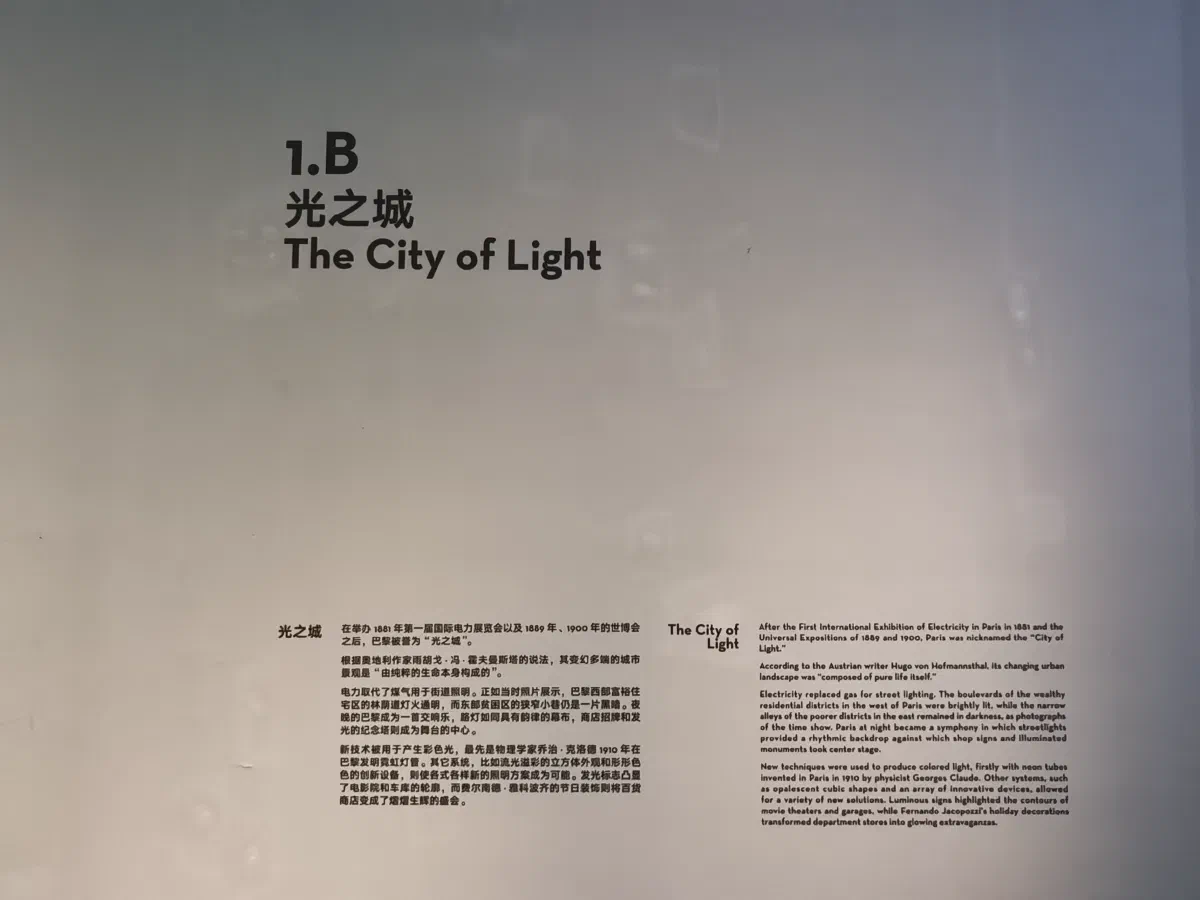 1.B
光之城
The City of Light
光之城
在举办 1881 年第一届国际电力展览会以及 1889 年、1900 年的世博会
之后，巴黎被誉为“光之城”。
根据奥地利作家雨胡戈·冯·霍夫曼斯塔的说法，其变幻多端的城市
景观是“由纯粹的生命本身构成的”。
电力取代了煤气用于街道照明。正如当时照片展示，巴黎西部富裕住
宅区的林荫道灯火通明，而东部贫困区的狭窄小巷仍是一片黑暗。夜
晚的巴黎成为一首交响乐，路灯如同具有韵律的幕布，商店招牌和发
光的纪念塔则成为舞台的中心。
新技术被用于产生彩色光，最先是物理学家乔治·克洛德 1910 年在
巴黎发明霓虹灯管。其它系统，比如流光溢彩的立方体外观和形形色
色的创新设备，则使各式各样新的照明方案成为可能。发光标志凸显
了电影院和车库的轮廓，而费尔南德·雅科波齐的节日装饰则将百货
商店变成了熠熠生辉的盛会。
The City of
Light
After the First International Exhibition of Electricity in Paris in 1881 and the
Universal Expositions of 1889 and 1900, Paris was nicknamed the “City of
Light.”
According to the Austrian writer Hugo von Hofmannsthal, its changing urban
landscape was “composed of pure life itself.”
Electricity replaced gas for street lighting. The boulevards of the wealthy
residential districts in the west of Paris were brightly lit, while the narrow
alleys of the poorer districts in the east remained in darkness, as photographs
of the time show. Paris at night became a symphony in which streetlights
provided a rhythmic backdrop against which shop signs and illuminated
monuments took center stage.
New techniques were used to produce colored light, firstly with neon tubes
invented in Paris in 1910 by physicist Georges Claude. Other systems, such
as opalescent cubic shapes and an array of innovative devices, allowed
for a variety of new solutions. Luminous signs highlighted the contours of
movie theaters and garages, while Fernando Jacopozzi’s holiday decorations
transformed department stores into glowing extravaganzas.